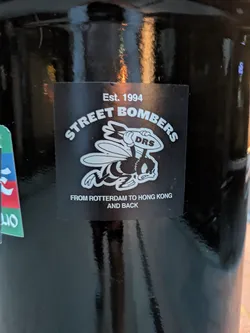 Est. 1994
STREET BOMBERS
DRS
FROM ROTTERDAM TO HONG KONG
AND BACK